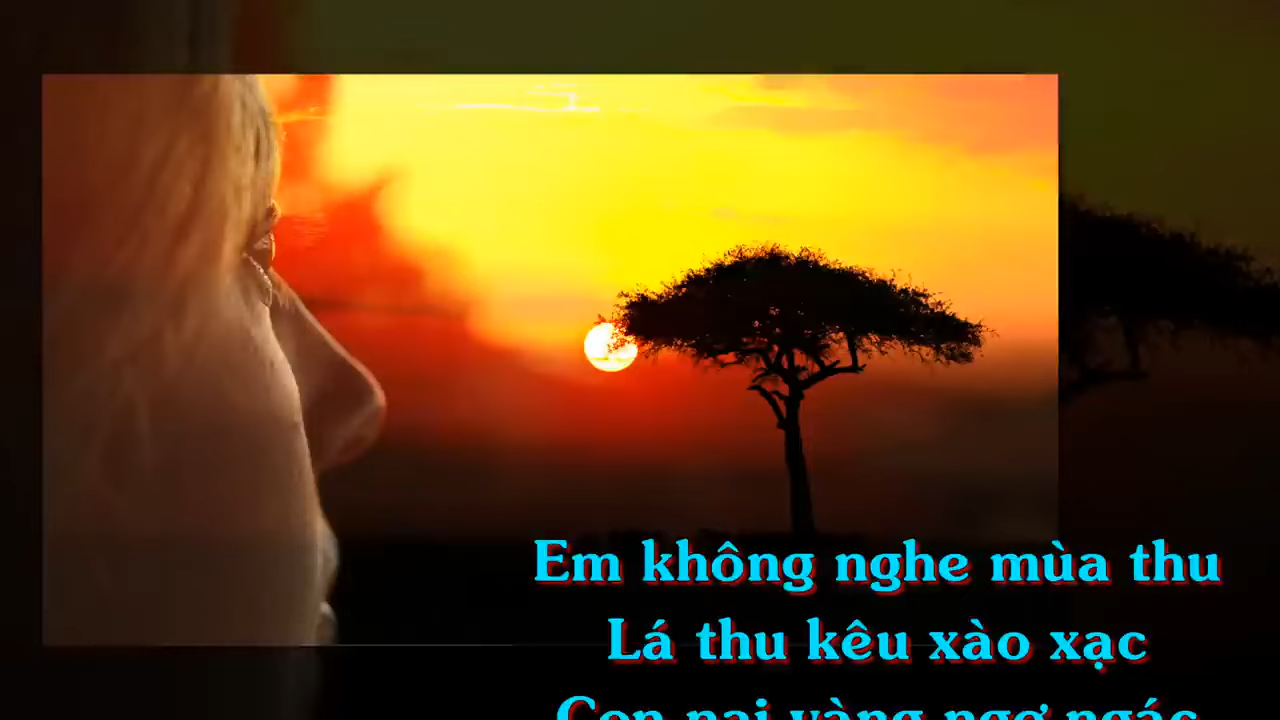 Em không nghe mùa thu
Lá thu kêu xào xạc
Con nai vàng ngơ ngác